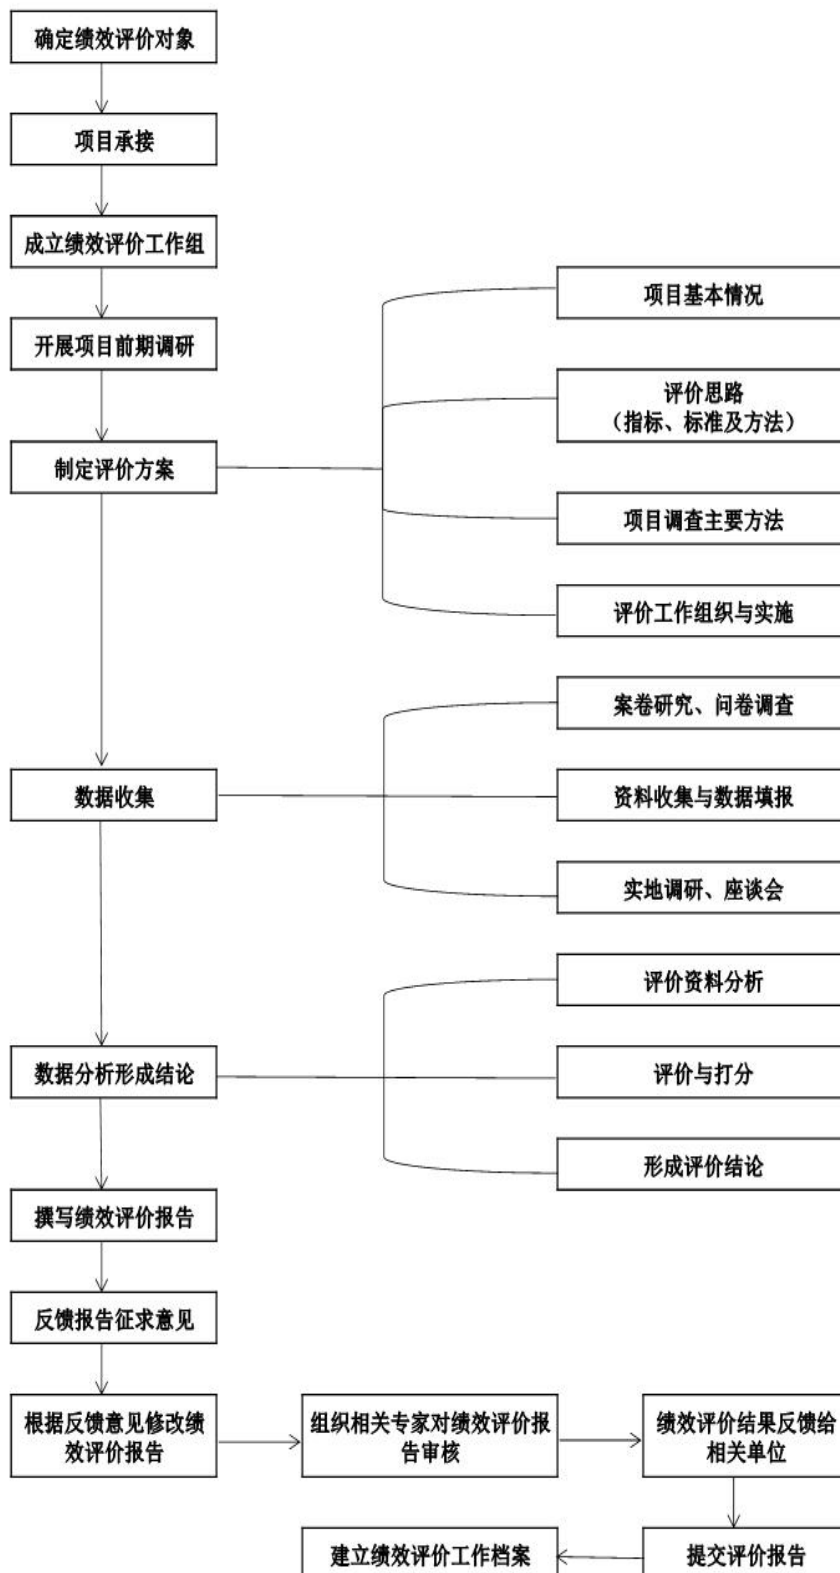 确定绩效评价对象
项目承接
成立绩效评价工作组
开展项目前期调研
制定评价方案
项目基本情况
评价思路
（指标、标准及方法）
项目调查主要方法
评价工作组织与实施
数据收集
案卷研究、问卷调查
资料收集与数据填报
实地调研、座谈会
数据分析形成结论
评价资料分析
评价与打分
形成评价结论
撰写绩效评价报告
反馈报告征求意见
根据反馈意见修改绩
效评价报告
组织相关专家对绩效评价报
告审核
绩效评价结果反馈给
相关单位
提交评价报告
建立绩效评价工作档案